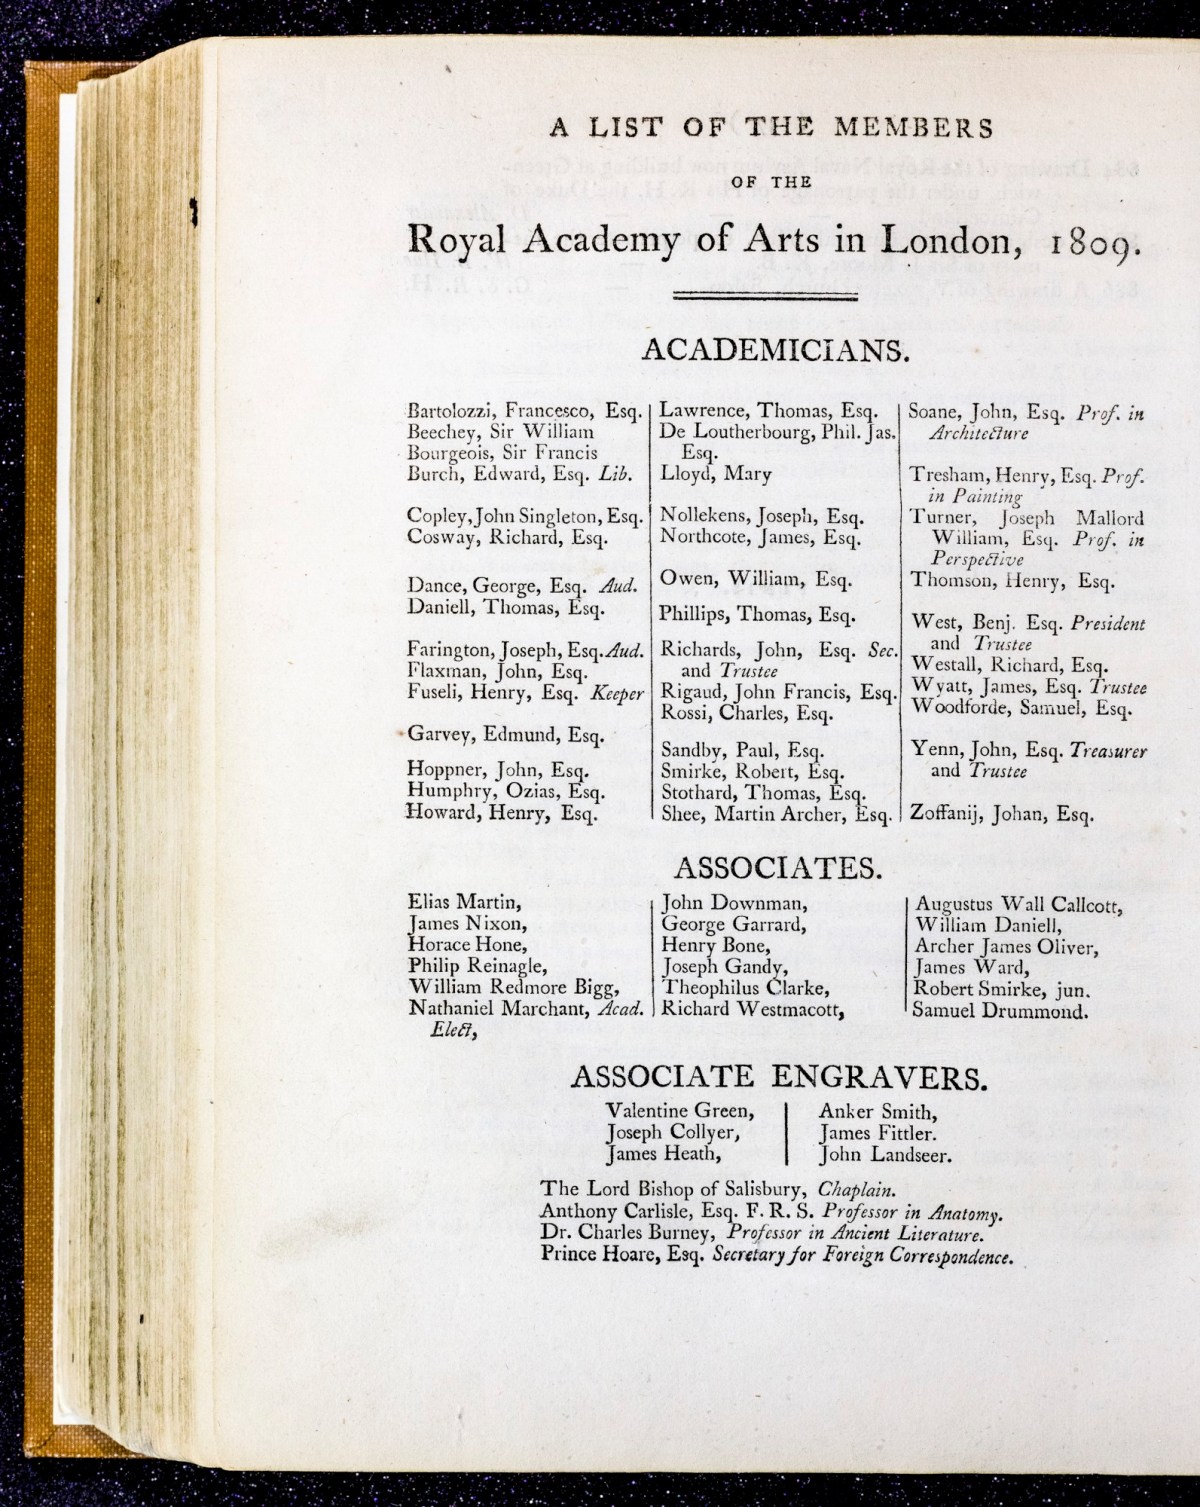 A LIST OF THE MEMBERS
OF THE
Royal Academy of Arts in London, 1809.
ACADEMICIANS.
Bartolozzi, Francesco, Esq.
Beechey, Sir William
Bourgeois, Sir Francis
Burch, Edward, Esq. Lib.
Copley, John Singleton, Esq.
Cosway, Richard, Esq.
Dance, George, Esq. Aud.
Daniell, Thomas, Esq.
Farington, Joseph, Esq. Aud.
Flaxman, John, Esq.
Fuseli, Henry, Esq. Keeper
Garvey, Edmund, Esq.
Hoppner, John, Esq.
Humphry, Ozias, Esq.
Howard, Henry, Esq.
Lawrence, Thomas, Esq.
De Loutherbourg, Phil. Jas.
Esq.
Lloyd, Mary
Nollekens, Joseph, Esq.
Northcote, James, Esq.
Owen, William, Esq.
Phillips, Thomas, Esq.
Richards, John, Esq. Sec.
and Trustee
Rigaud, John Francis, Esq.
Rossi, Charles, Esq.
Sandby, Paul, Esq.
Smirke, Robert, Esq.
Stothard, Thomas, Esq.
Shee, Martin Archer, Esq.
Soane, John, Esq. Prof. in
Architecture
Tresham, Henry, Esq. Prof.
in Painting
Turner, Joseph Mallord
William, Esq. Prof. in
Perspective
Thomson, Henry, Esq.
West, Benj. Esq. President
and Trustee
Westall, Richard, Esq.
Wyatt, James, Esq. Trustee
Woodforde, Samuel, Esq.
Yenn, John, Esq. Treasurer
and Trustee
Zoffanij, Johan, Esq.
ASSOCIATES.
Elias Martin,
James Nixon,
Horace Hone,
Philip Reinagle,
William Redmore Bigg,
Nathaniel Marchant, Acad.
Elect,
John Downman,
George Garrard,
Henry Bone,
Joseph Gandy,
Theophilus Clarke,
Richard Westmacott,
Augustus Wall Callcott,
William Daniell,
Archer James Oliver,
James Ward,
Robert Smirke, jun.
Samuel Drummond.
ASSOCIATE ENGRAVERS.
Valentine Green,
Joseph Collyer,
James Heath,
Anker Smith,
James Fittler.
John Landseer.
The Lord Bishop of Salisbury, Chaplain.
Anthony Carlisle, Esq. F. R. S. Professor in Anatomy.
Dr. Charles Burney, Professor in Ancient Literature.
Prince Hoare, Esq. Secretary for Foreign Correspondence.